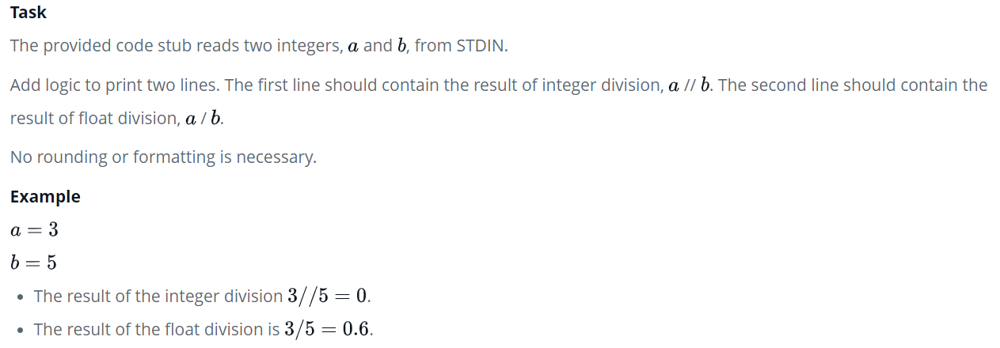 Task
The provided code stub reads two integers, a and b, from STDIN.
Add logic to print two lines. The first line should contain the result of integer division, a // b. The second line should contain the
result of float division, a / b.
No rounding or formatting is necessary.
Example
a = 3
b = 5
• The result of the integer division 3//5 = 0.
• The result of the float division is 3/5 = 0.6.